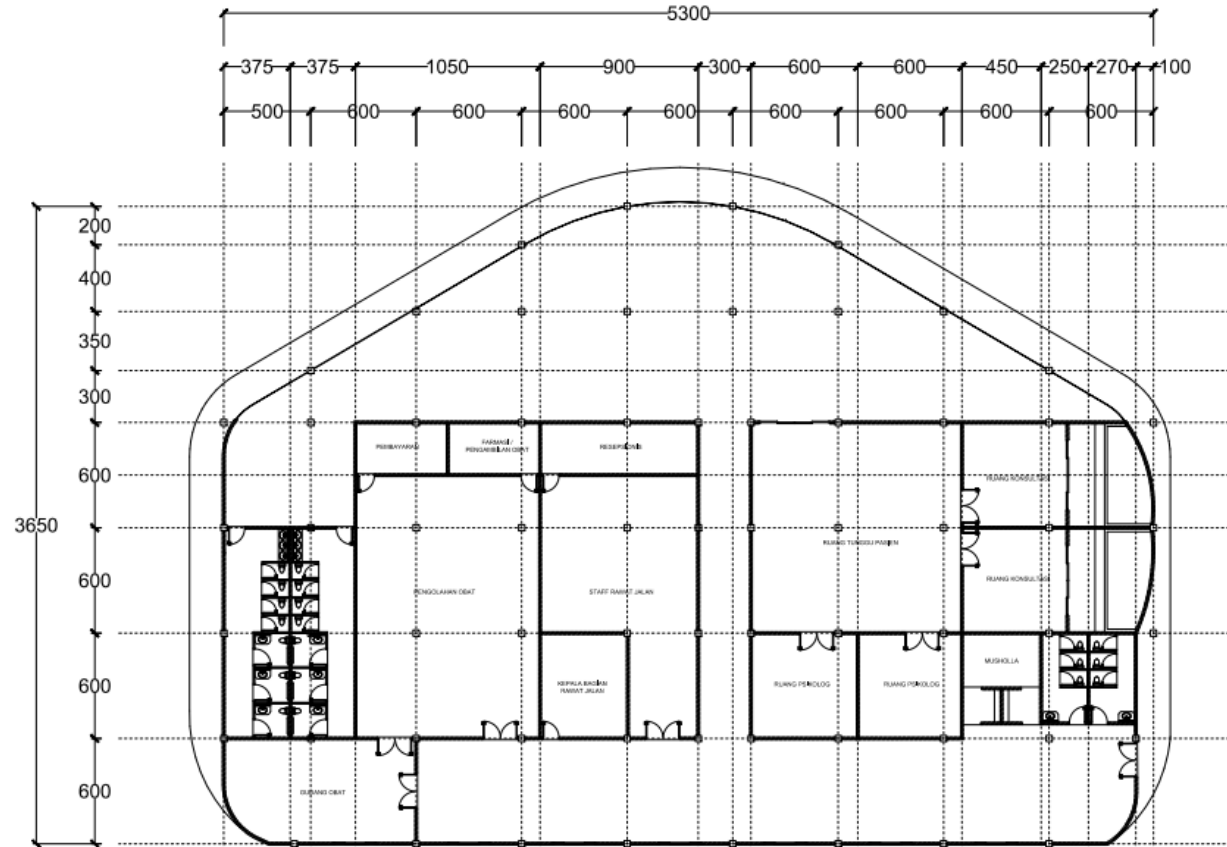 5300
375 375 1050 900 300 600 600 450 250 270 100
500 600 600 600 600 600 600 600 600
200
400
350
300
600
3650
600
600
600
PEMBAYARAN
FARMASI /
PENGAMBILAN OBAT
RESEPSIONIS
RUANG KONSULTASI
RUANG TUNGGU PASIEN
PENGOLAHAN OBAT
STAFF RAWAT JALAN
RUANG KONSULTASI
MUSHOLLA
KEPALA BAGIAN
RAWAT JALAN
RUANG PSIKOLOG
RUANG PSIKOLOG
GUDANG OBAT